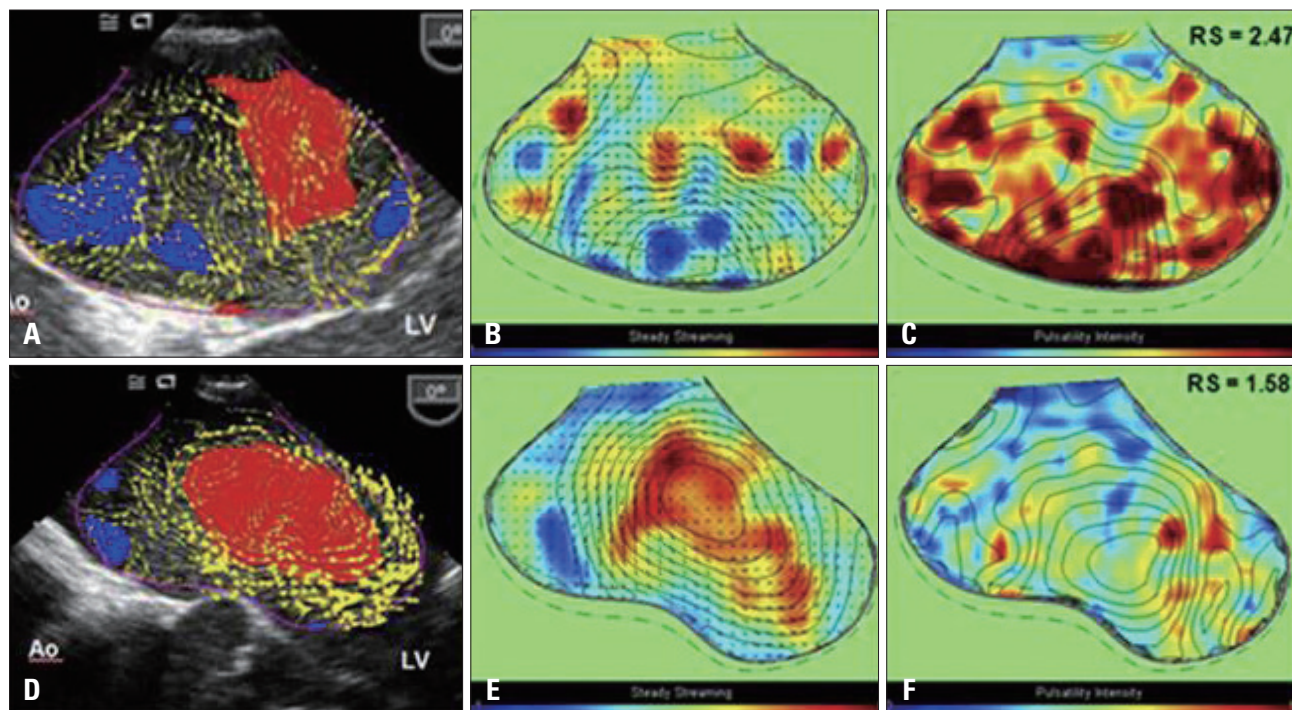 0°
Ao
LV
A
Steady Streaming
B
RS = 2.47
Pulsatility Intensity
C
0°
Ao
LV
D
Steady Streaming
E
RS = 1.58
Pulsatility Intensity
F